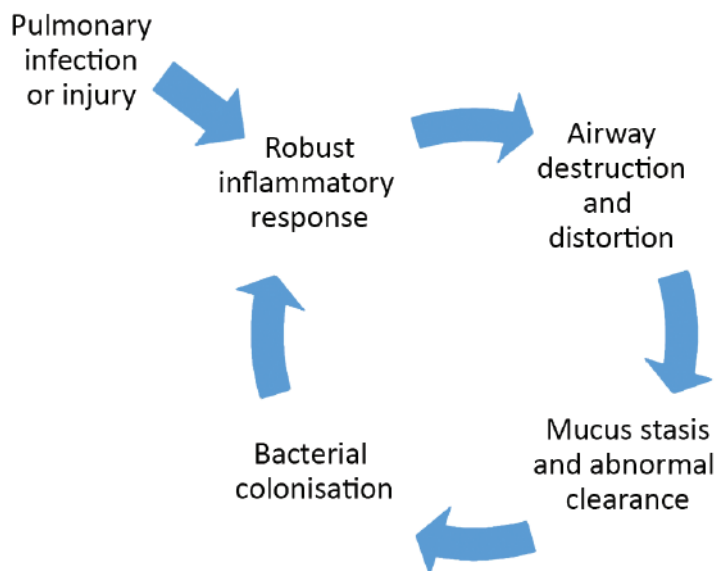 Pulmonary
infection
or injury
Robust
inflammatory
response
Airway
destruction
and
distortion
Mucus stasis
and abnormal
clearance
Bacterial
colonisation